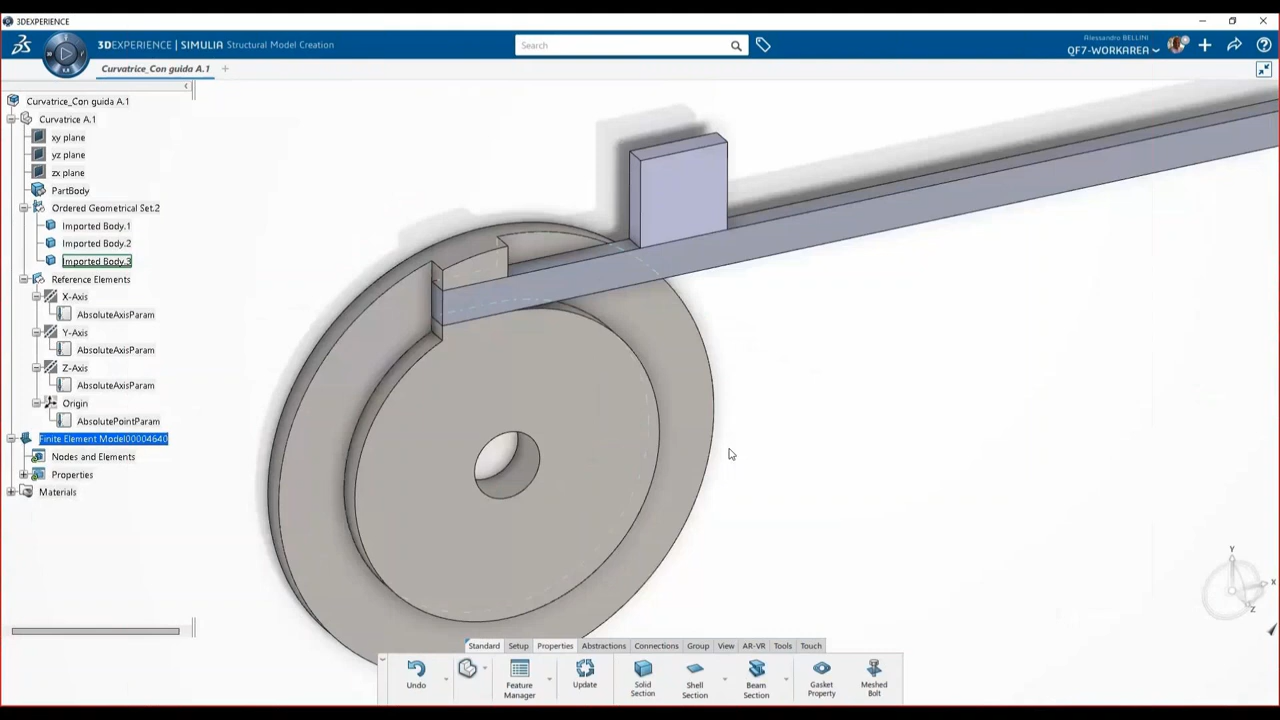 3DEXPERIENCE
3DEXPERIENCE | SIMULIA Structural Model Creation
Search
Alessandro BELLINI
QF7-WORKAREA
Curvatrice_Con guida A.1
Curvatrice_Con guida A.1
Curvatrice A.1
xy plane
yz plane
zx plane
PartBody
Ordered Geometrical Set.2
Imported Body.1
Imported Body.2
Imported Body.3
Reference Elements
X-Axis
AbsoluteAxisParam
Y-Axis
AbsoluteAxisParam
Z-Axis
AbsoluteAxisParam
Origin
AbsolutePointParam
Finite Element Model00004640
Nodes and Elements
Properties
Materials
Y
X
Z
Standard Setup Properties Abstractions Connections Group View AR-VR Tools Touch
Undo
Feature Manager
Update
Solid Section
Shell Section
Beam Section
Gasket Property
Meshed Bolt